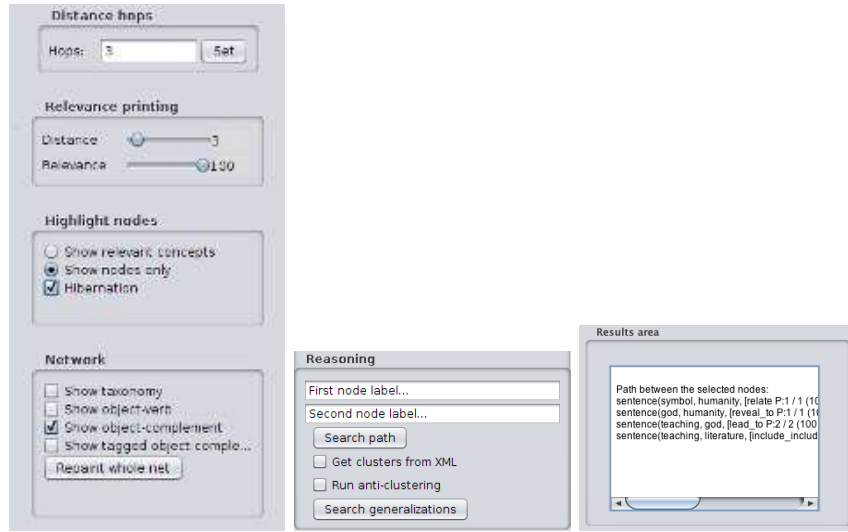 Distance hops
Hops: 3 Set
Relevance printing
Distance 3
Relevance 100
Highlight nodes
Show relevant concepts
Show nodes only
Hibernation
Network
Show taxonomy
Show object-verb
Show object-complement
Show tagged object comple...
Repaint whole net
Reasoning
First node label...
Second node label...
Search path
Get clusters from XML
Run anti-clustering
Search generalizations
Results area
Path between the selected nodes:
sentence(symbol, humanity, [relate P:1 / 1 (10
sentence(god, humanity, [reveal_to P:1 / 1 (10
sentence(teaching, god, [lead_to P:2 / 2 (100
sentence(teaching, literature, [include_includ